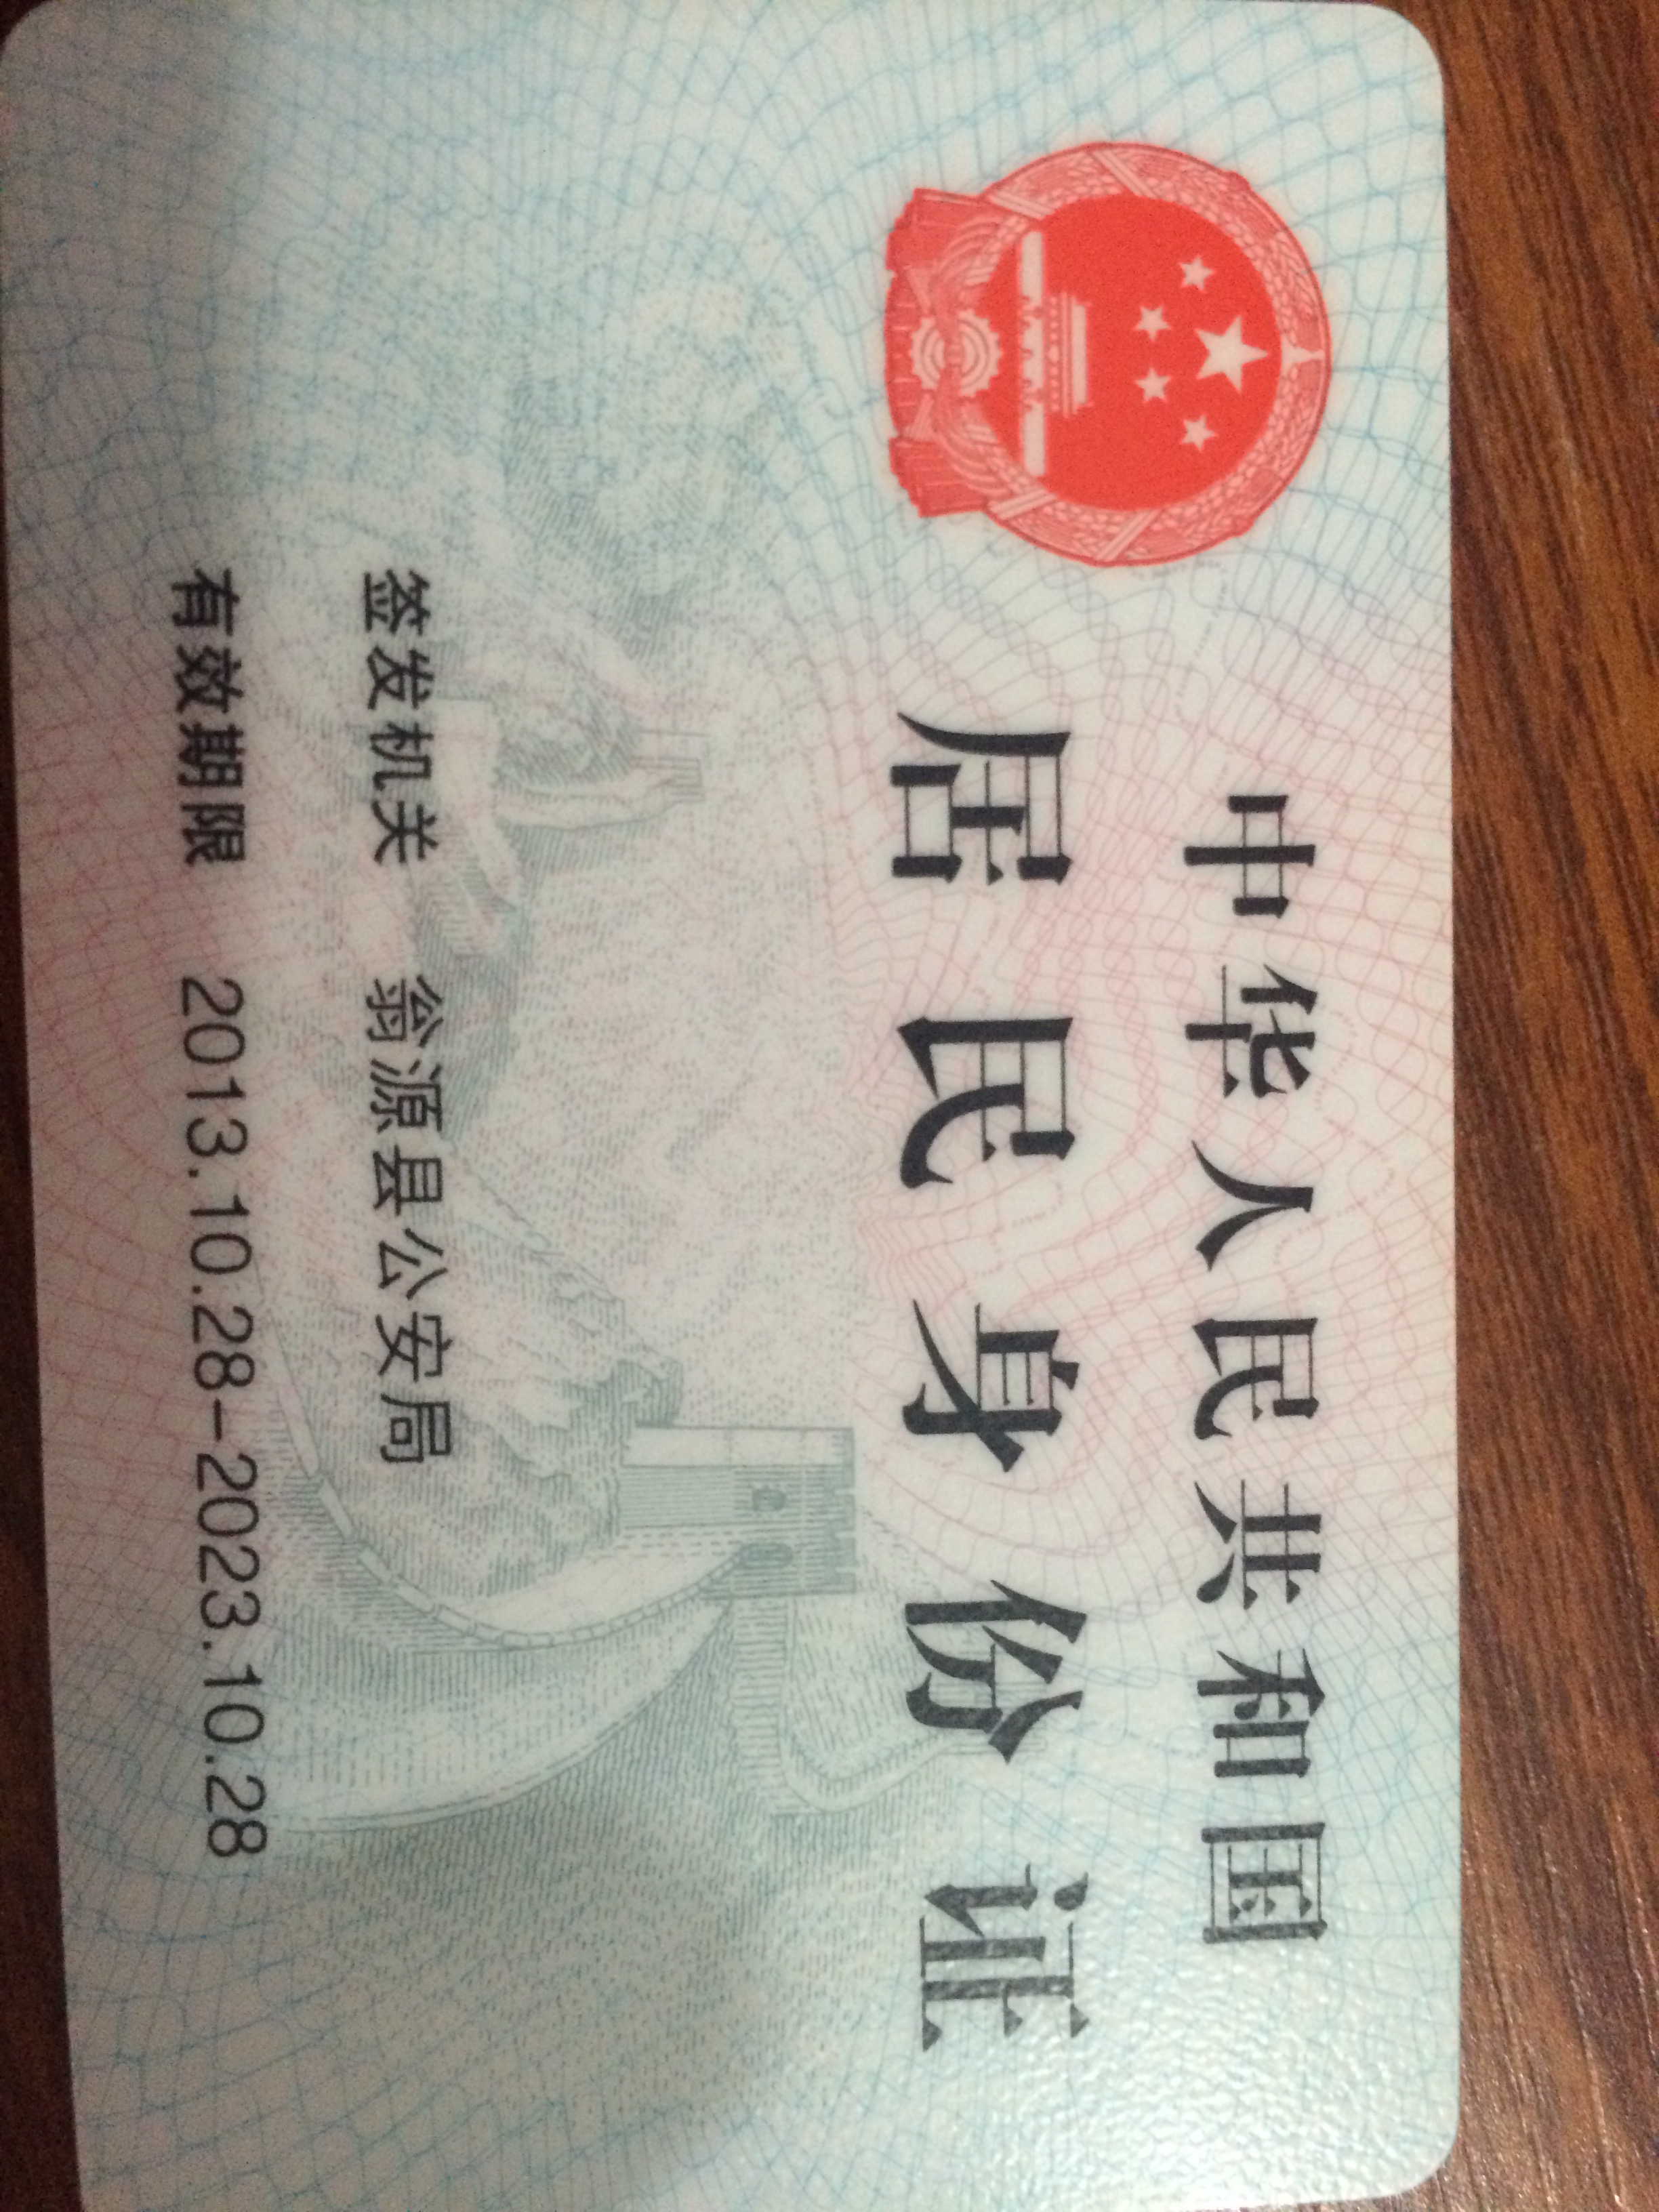 中华人民共和国
居民身份证
签发机关 翁源县公安局
有效期限 2013.10.28-2023.10.28